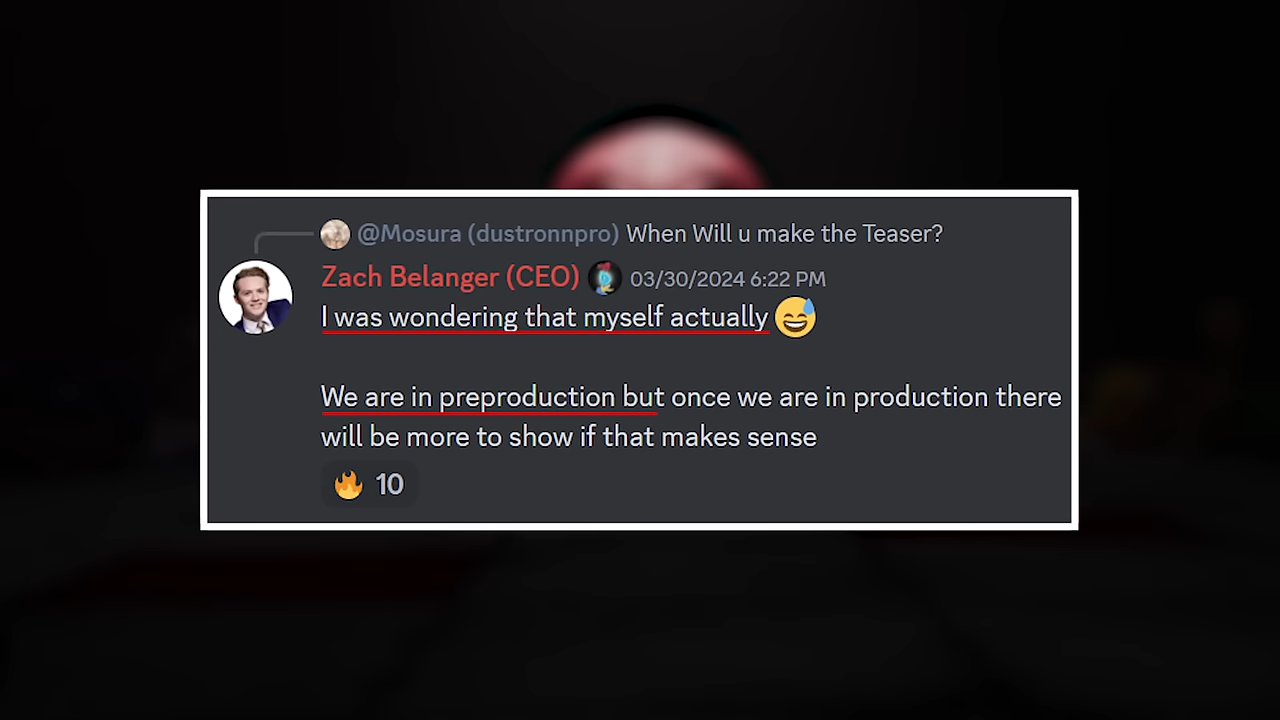 @Mosura (dustronnpro) When Will u make the Teaser?
Zach Belanger (CEO) 03/30/2024 6:22 PM
I was wondering that myself actually 😅
We are in preproduction but once we are in production there
will be more to show if that makes sense
🔥 10